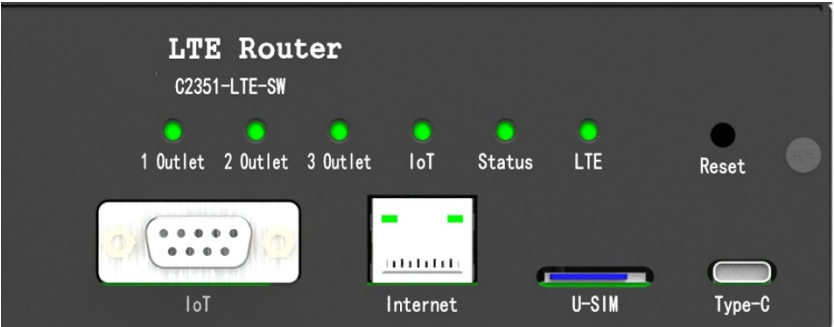 LTE Router
C2351-LTE-SW
1 Outlet 2 Outlet 3 Outlet IoT Status LTE Reset
IoT Internet U-SIM Type-C